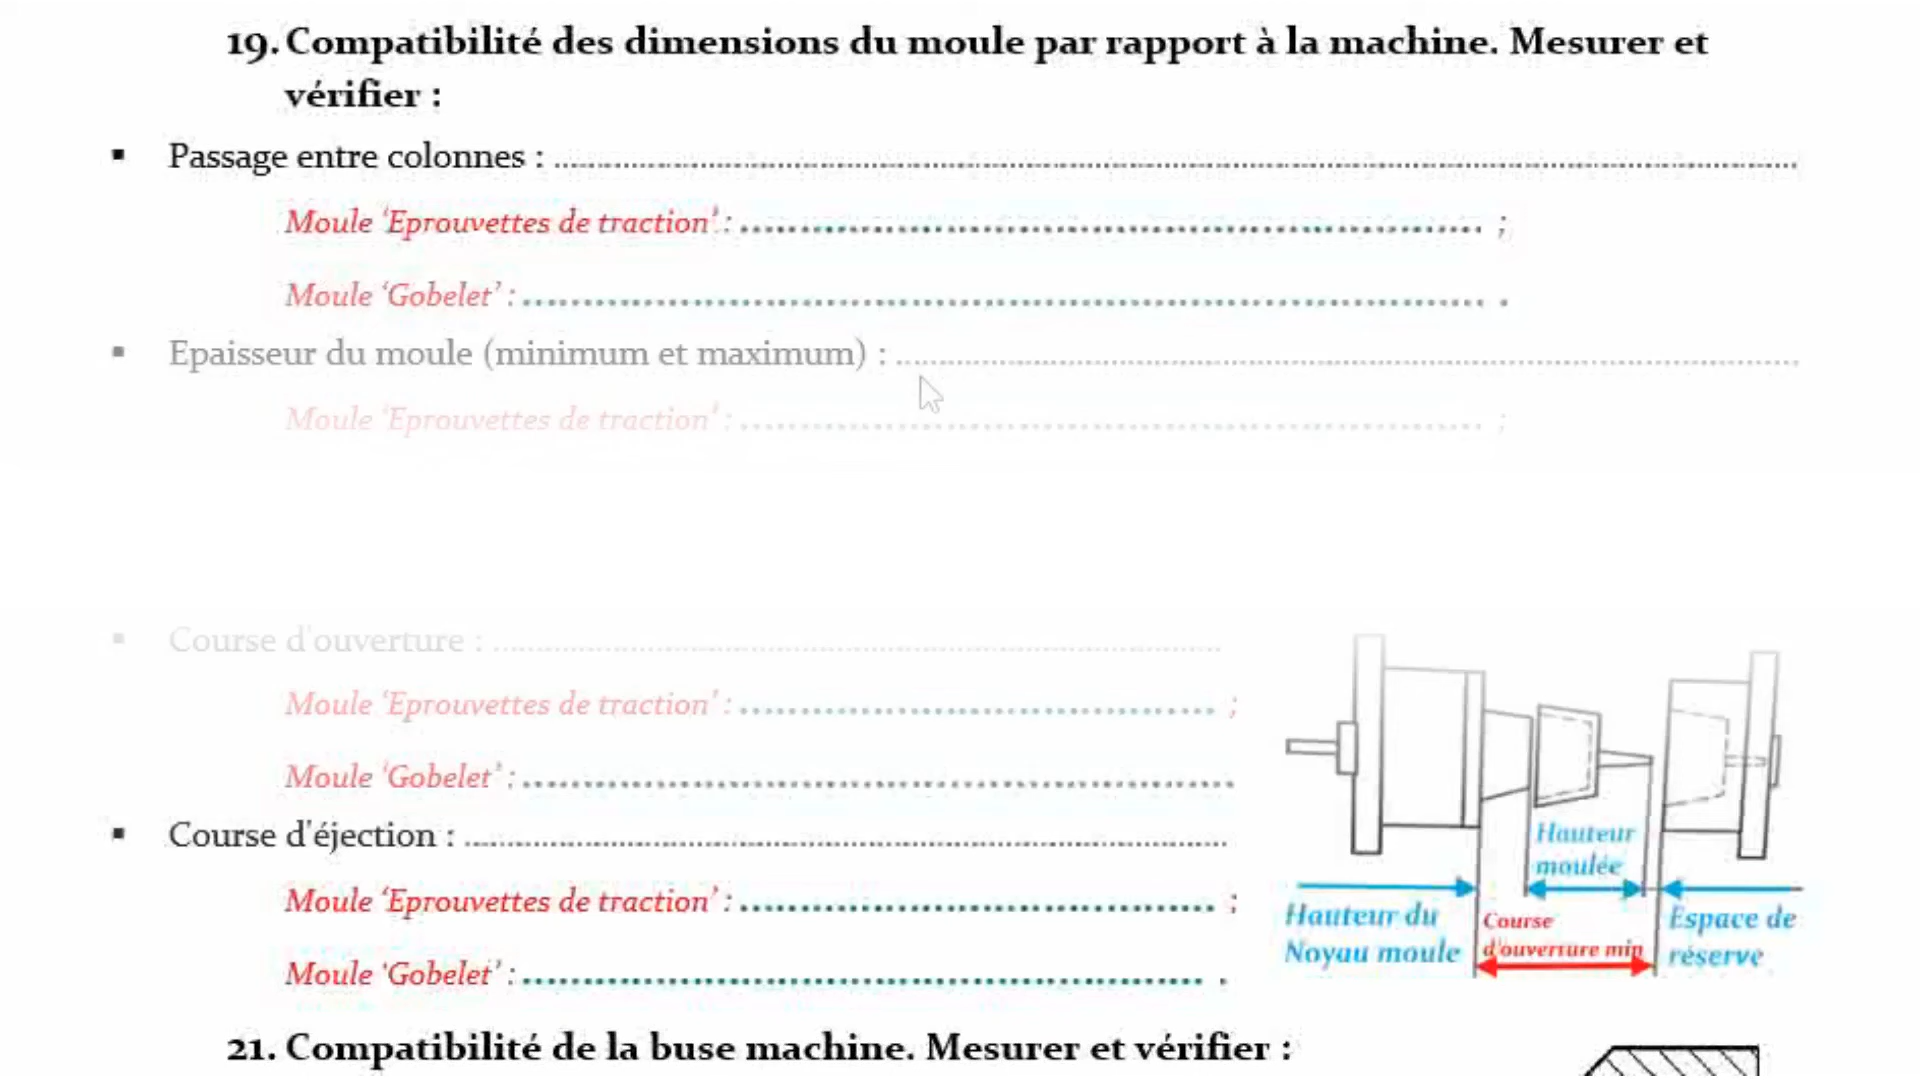 19. Compatibilité des dimensions du moule par rapport à la machine. Mesurer et
vérifier :
▪ Passage entre colonnes : ........................................
Moule ‘Eprouvettes de traction’ : ........................................ ;
Moule ‘Gobelet’ : ........................................ .
▪ Epaisseur du moule (minimum et maximum) : ........................................
Moule ‘Eprouvettes de traction’ : ........................................ ;
▪ Course d'ouverture : ........................................
Moule ‘Eprouvettes de traction’ : ........................................ ;
Moule ‘Gobelet’ : ........................................
▪ Course d'éjection : ........................................
Moule ‘Eprouvettes de traction’ : ........................................ ;
Moule ‘Gobelet’ : ........................................ .
Hauteur
moulée
Hauteur du
Noyau moule
Course
d'ouverture min
Espace de
réserve
21. Compatibilité de la buse machine. Mesurer et vérifier :